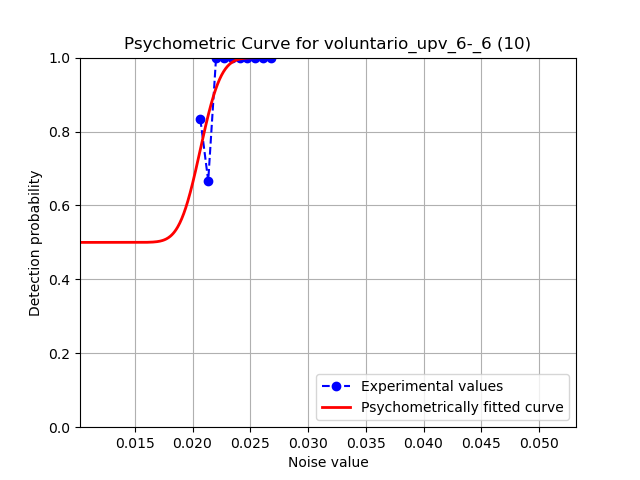 Psychometric Curve for voluntario_upv_6-_6 (10)
Detection probability
1.0
0.8
0.6
0.4
0.2
0.0
Experimental values
Psychometrically fitted curve
0.015 0.020 0.025 0.030 0.035 0.040 0.045 0.050
Noise value